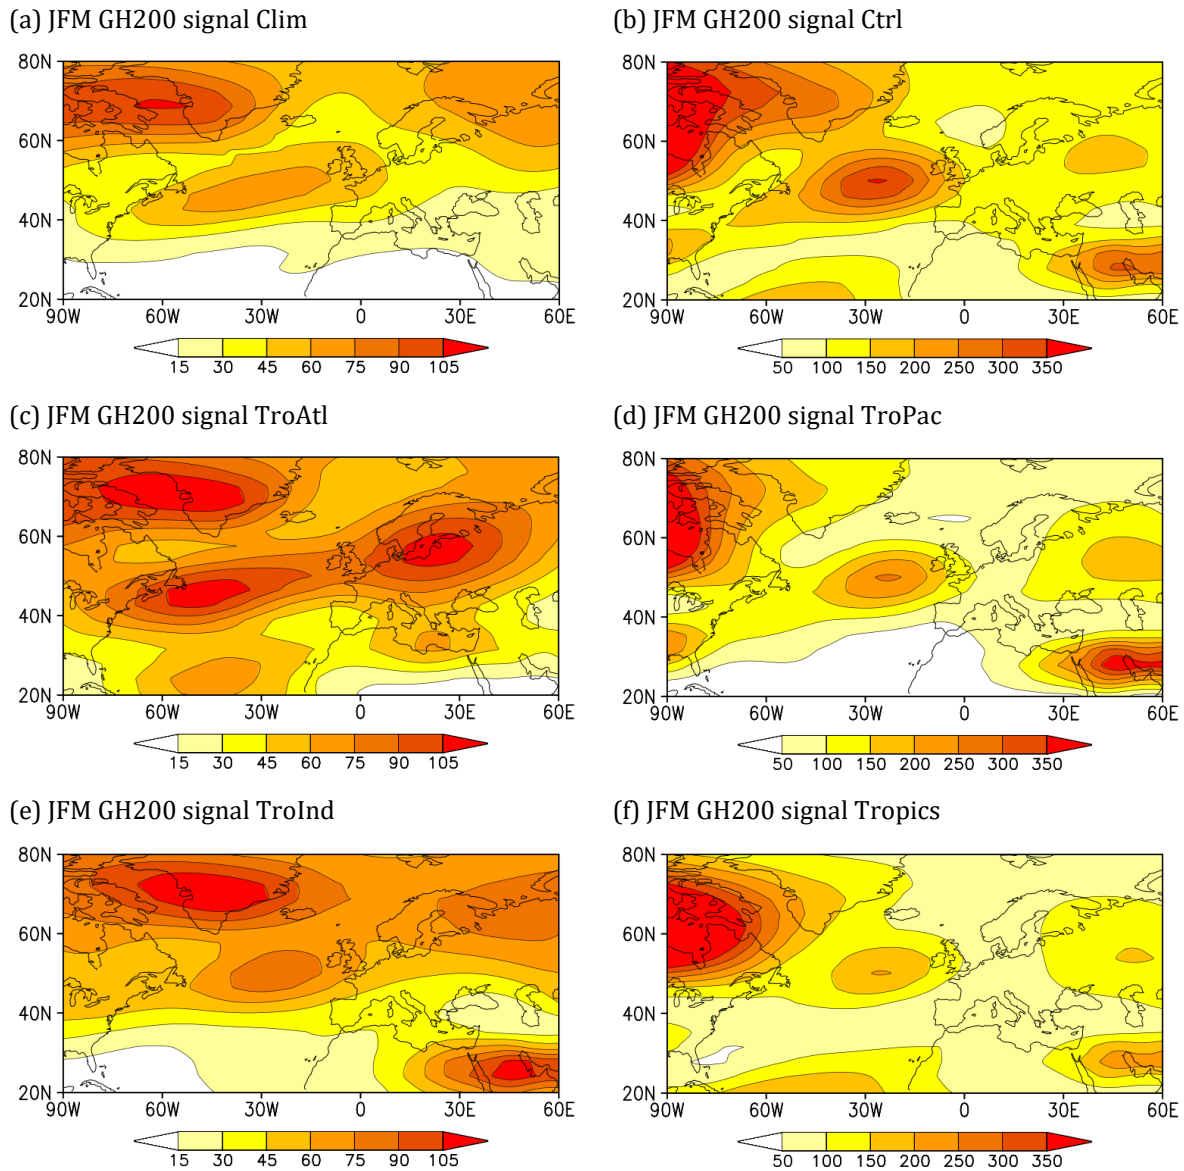 (a) JFM GH200 signal Clim
(b) JFM GH200 signal Ctrl
80N
60N
40N
20N
90W 60W 30W 0 30E 60E
15 30 45 60 75 90 105
80N
60N
40N
20N
90W 60W 30W 0 30E 60E
50 100 150 200 250 300 350
(c) JFM GH200 signal TroAtl
(d) JFM GH200 signal TroPac
80N
60N
40N
20N
90W 60W 30W 0 30E 60E
15 30 45 60 75 90 105
80N
60N
40N
20N
90W 60W 30W 0 30E 60E
50 100 150 200 250 300 350
(e) JFM GH200 signal TroInd
(f) JFM GH200 signal Tropics
80N
60N
40N
20N
90W 60W 30W 0 30E 60E
15 30 45 60 75 90 105
80N
60N
40N
20N
90W 60W 30W 0 30E 60E
50 100 150 200 250 300 350